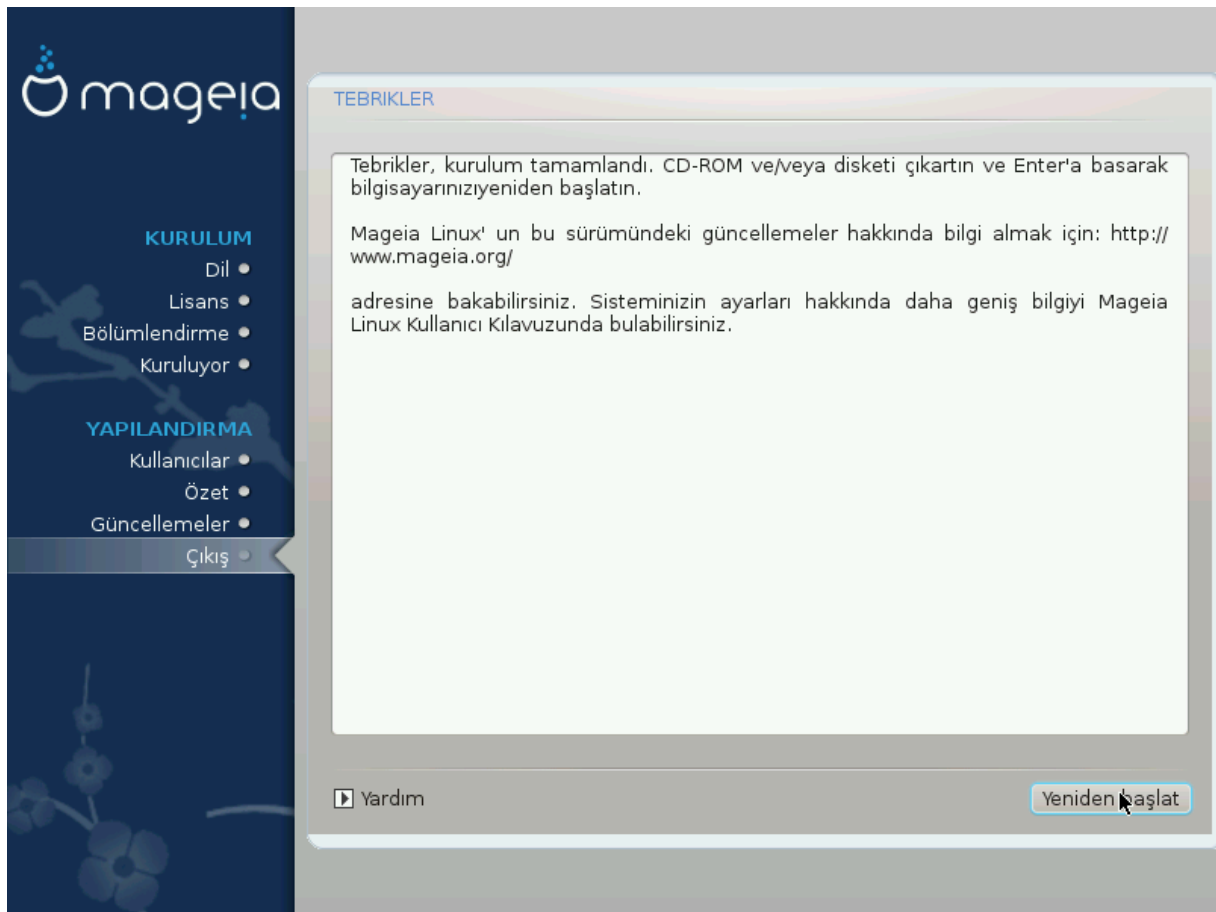 mageia
KURULUM
Dil
Lisans
Bölümlendirme
Kuruluyor
YAPILANDIRMA
Kullanıcılar
Özet
Güncellemeler
Çıkış
TEBRIKLER
Tebrikler, kurulum tamamlandı. CD-ROM ve/veya disketi çıkartın ve Enter'a basarak
bilgisayarınızıyeniden başlatın.
Mageia Linux' un bu sürümündeki güncellemeler hakkında bilgi almak için: http://
www.mageia.org/
adresine bakabilirsiniz. Sisteminizin ayarları hakkında daha geniş bilgiyi Mageia
Linux Kullanıcı Kılavuzunda bulabilirsiniz.
Yardım
Yeniden başlat